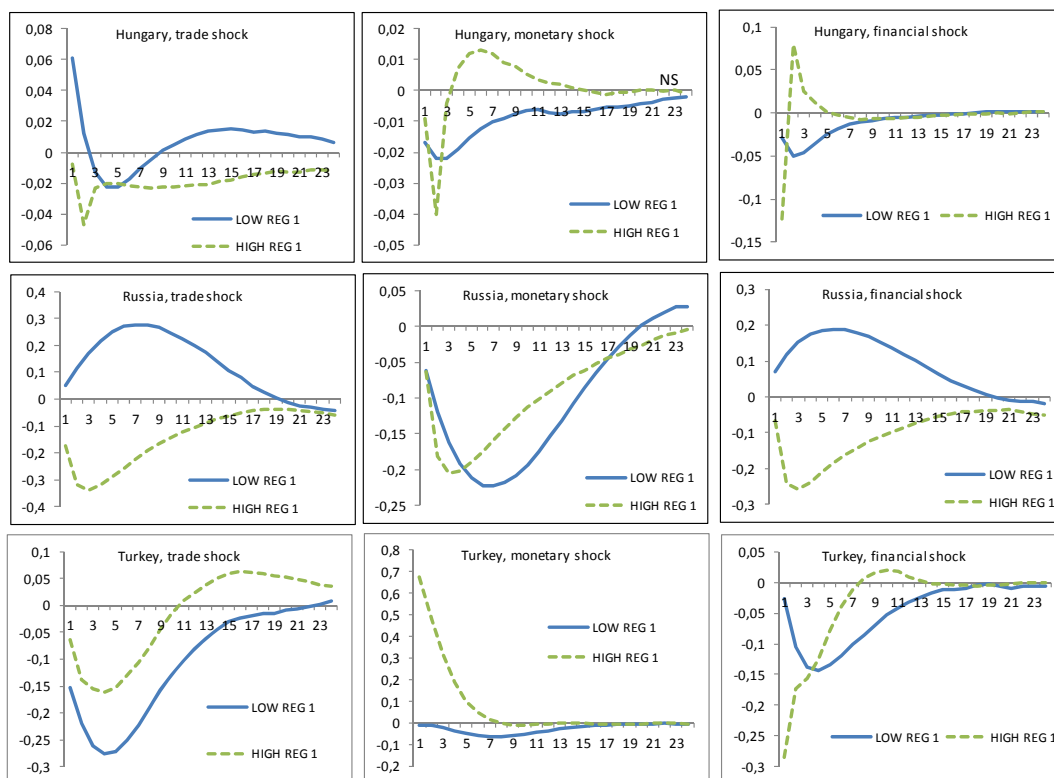 Hungary, trade shock
0,08
0,06
0,04
0,02
0
-0,02
-0,04
-0,06
1 3 5 7 9 11 13 15 17 19 21 23
LOW REG 1
HIGH REG 1
Hungary, monetary shock
0,02
0,01
0,00
-0,01
-0,02
-0,03
-0,04
-0,05
NS
1 3 5 7 9 11 13 15 17 19 21 23
LOW REG 1
HIGH REG 1
Hungary, financial shock
0,1
0,05
0
-0,05
-0,1
-0,15
1 3 5 7 9 11 13 15 17 19 21 23
LOW REG 1
HIGH REG 1
Russia, trade shock
0,4
0,3
0,2
0,1
0
-0,1
-0,2
-0,3
-0,4
1 3 5 7 9 11 13 15 17 19 21 23
LOW REG 1
HIGH REG 1
Russia, monetary shock
0,05
0
-0,05
-0,1
-0,15
-0,2
-0,25
1 3 5 7 9 11 13 15 17 19 21 23
LOW REG 1
HIGH REG 1
Russia, financial shock
0,3
0,2
0,1
0
-0,1
-0,2
-0,3
1 3 5 7 9 11 13 15 17 19 21 23
LOW REG 1
HIGH REG 1
Turkey, trade shock
0,1
0,05
0
-0,05
-0,1
-0,15
-0,2
-0,25
-0,3
1 3 5 7 9 11 13 15 17 19 21 23
LOW REG 1
HIGH REG 1
Turkey, monetary shock
0,8
0,7
0,6
0,5
0,4
0,3
0,2
0,1
0
-0,1
-0,2
1 3 5 7 9 11 13 15 17 19 21 23
LOW REG 1
HIGH REG 1
Turkey, financial shock
0,05
0
-0,05
-0,1
-0,15
-0,2
-0,25
-0,3
1 3 5 7 9 11 13 15 17 19 21 23
LOW REG 1
HIGH REG 1